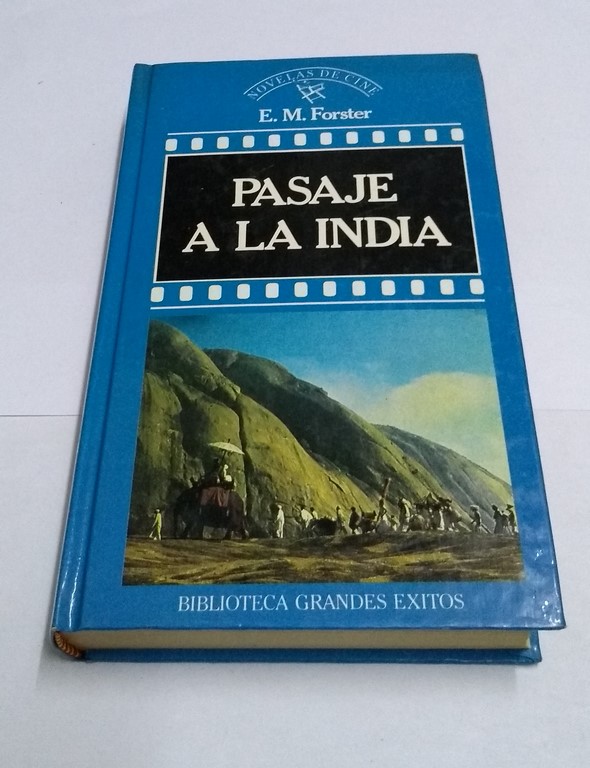 NOVELAS DE CINE
E. M. Forster
PASAJE
A LA INDIA
BIBLIOTECA GRANDES EXITOS